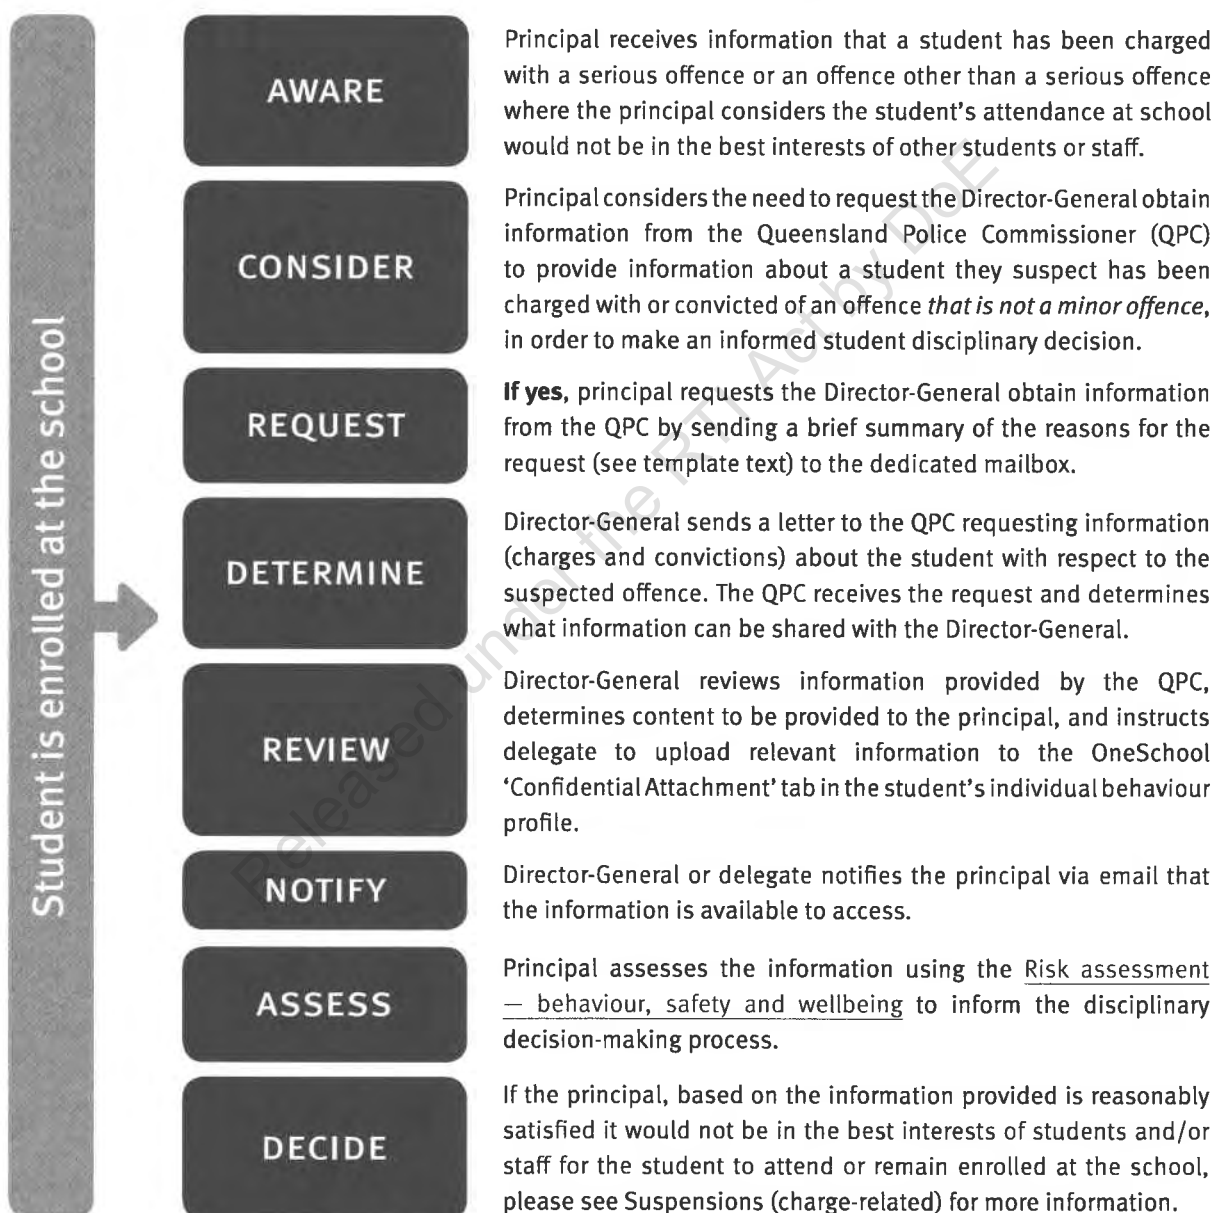 Student is enrolled at the school
AWARE
Principal receives information that a student has been charged
with a serious offence or an offence other than a serious offence
where the principal considers the student's attendance at school
would not be in the best interests of other students or staff.
CONSIDER
Principal considers the need to request the Director-General obtain
information from the Queensland Police Commissioner (QPC)
to provide information about a student they suspect has been
charged with or convicted of an offence that is not a minor offence,
in order to make an informed student disciplinary decision.
REQUEST
If yes, principal requests the Director-General obtain information
from the QPC by sending a brief summary of the reasons for the
request (see template text) to the dedicated mailbox.
DETERMINE
Director-General sends a letter to the QPC requesting information
(charges and convictions) about the student with respect to the
suspected offence. The QPC receives the request and determines
what information can be shared with the Director-General.
REVIEW
Director-General reviews information provided by the QPC,
determines content to be provided to the principal, and instructs
delegate to upload relevant information to the OneSchool
'Confidential Attachment' tab in the student's individual behaviour
profile.
NOTIFY
Director-General or delegate notifies the principal via email that
the information is available to access.
ASSESS
Principal assesses the information using the Risk assessment
— behaviour, safety and wellbeing to inform the disciplinary
decision-making process.
DECIDE
If the principal, based on the information provided is reasonably
satisfied it would not be in the best interests of students and/or
staff for the student to attend or remain enrolled at the school,
please see Suspensions (charge-related) for more information.
Released under the RTI Act by DoE